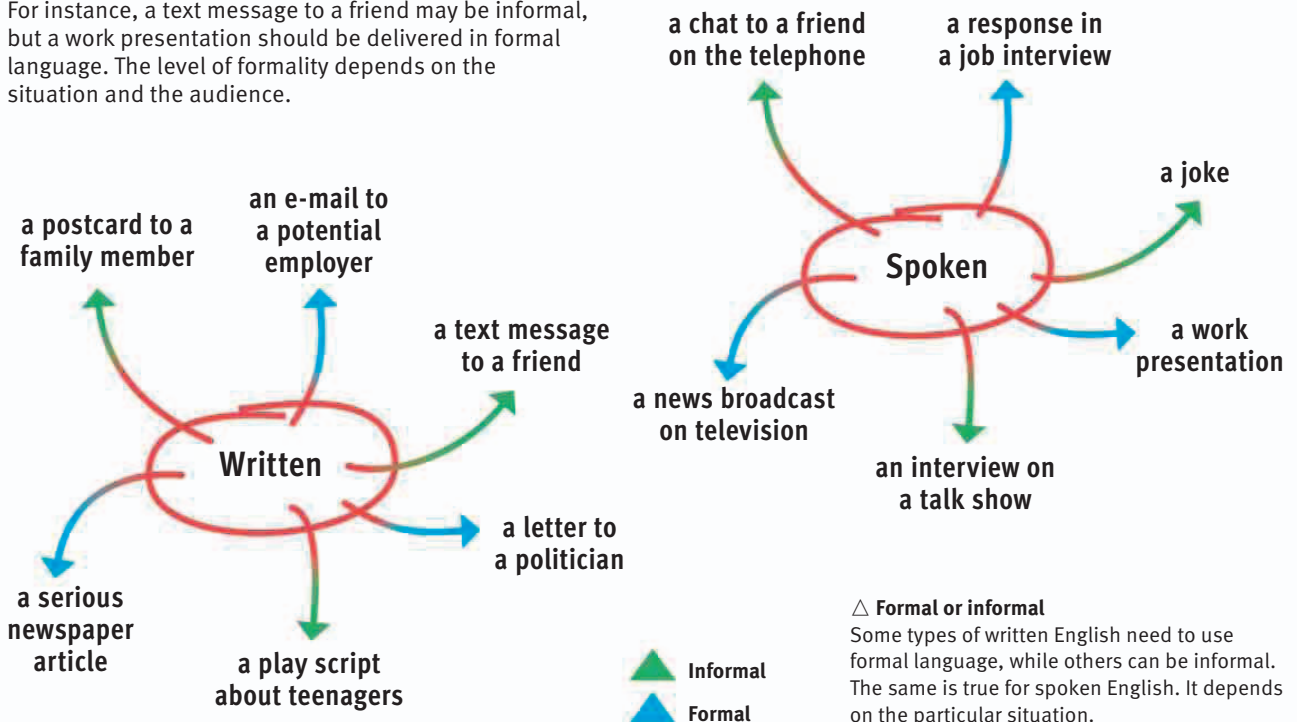 For instance, a text message to a friend may be informal,
but a work presentation should be delivered in formal
language. The level of formality depends on the
situation and the audience.
a postcard to a
family member
an e-mail to
a potential
employer
a text message
to a friend
Written
a letter to
a politician
a serious
newspaper
article
a play script
about teenagers
a chat to a friend
on the telephone
a response in
a job interview
a joke
Spoken
a work
presentation
a news broadcast
on television
an interview on
a talk show
Informal
Formal
△ Formal or informal
Some types of written English need to use
formal language, while others can be informal.
The same is true for spoken English. It depends
on the particular situation.